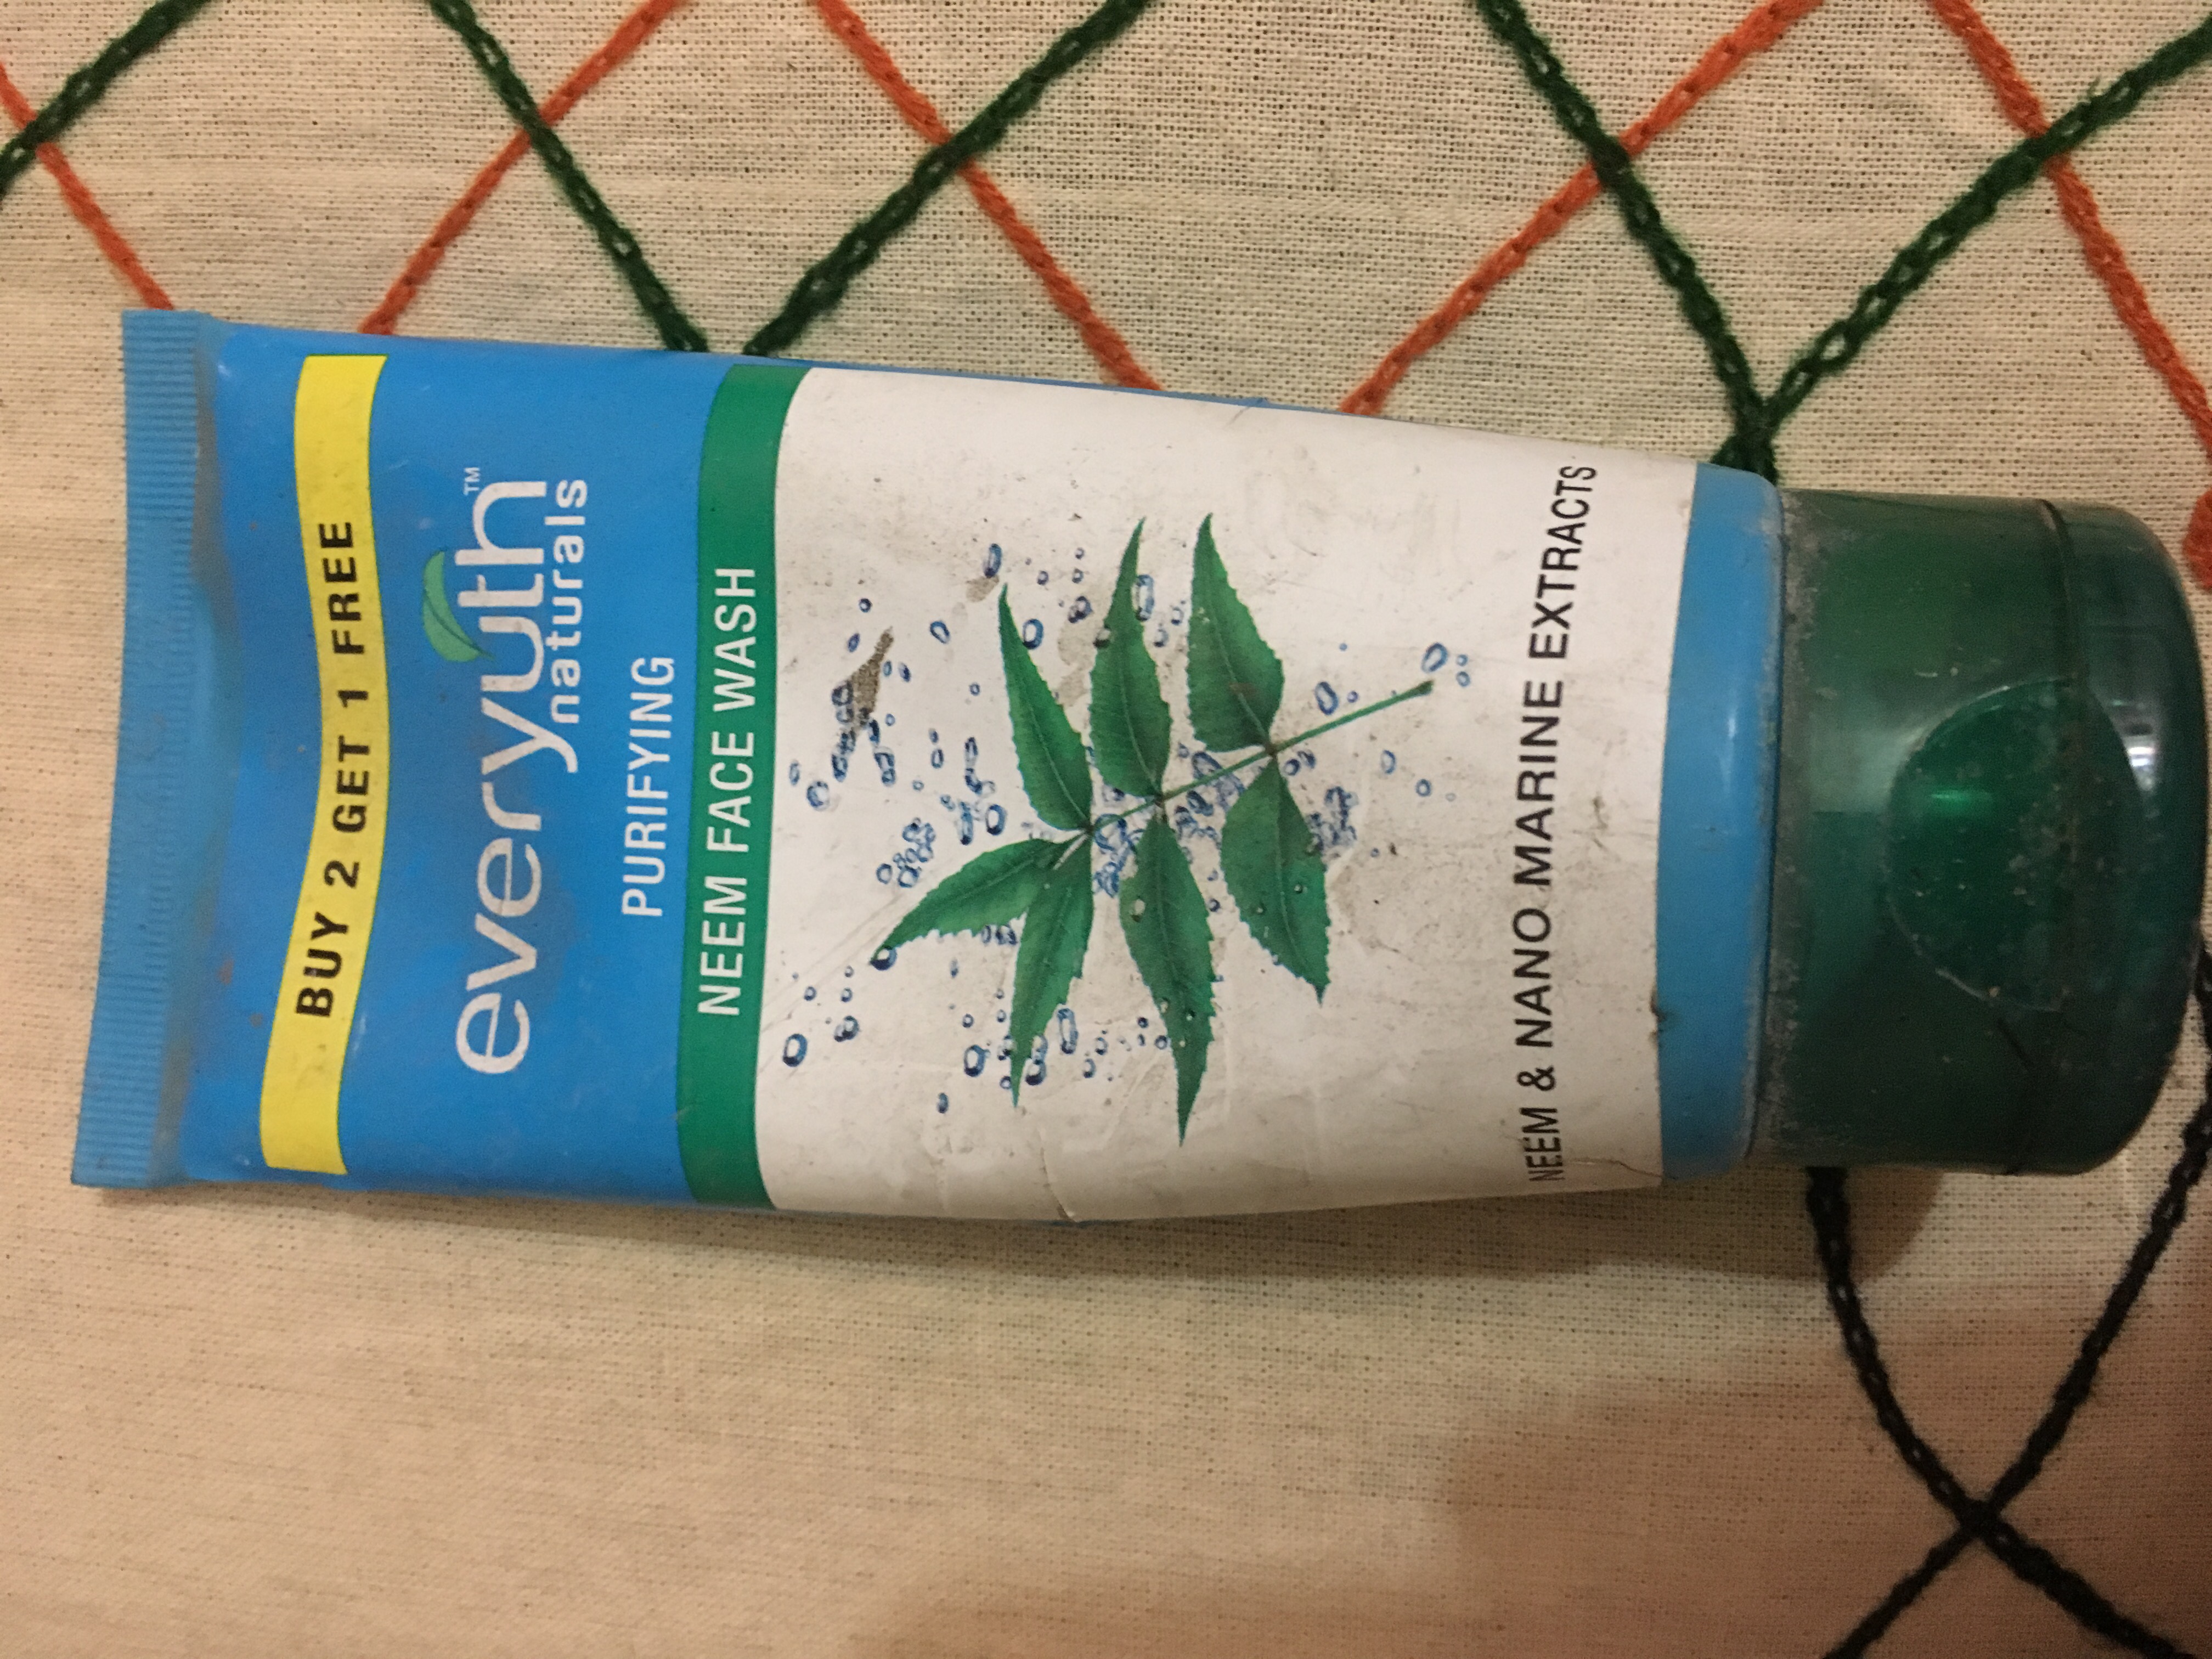 BUY 2 GET 1 FREE
everyuth™
naturals
PURIFYING
NEEM FACE WASH
NEEM & NANO MARINE EXTRACTS